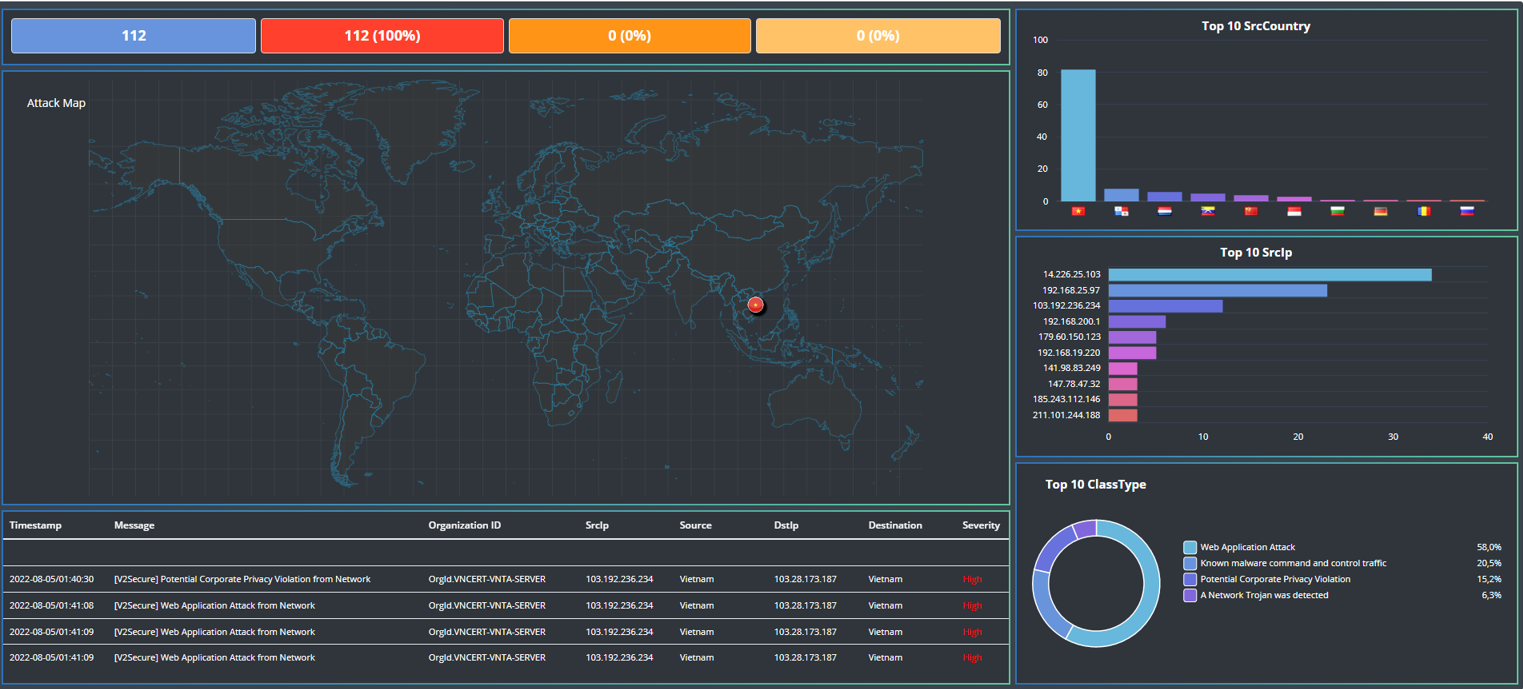 112 112 (100%) 0 (0%) 0 (0%)
Attack Map
Timestamp Message Organization ID SrcIp Source DstIp Destination Severity
2022-08-05/01:40:30 [V2Secure] Potential Corporate Privacy Violation from Network OrgId.VNCERT-VNTA-SERVER 103.192.236.234 Vietnam 103.28.173.187 Vietnam High
2022-08-05/01:41:08 [V2Secure] Web Application Attack from Network OrgId.VNCERT-VNTA-SERVER 103.192.236.234 Vietnam 103.28.173.187 Vietnam High
2022-08-05/01:41:09 [V2Secure] Web Application Attack from Network OrgId.VNCERT-VNTA-SERVER 103.192.236.234 Vietnam 103.28.173.187 Vietnam High
2022-08-05/01:41:09 [V2Secure] Web Application Attack from Network OrgId.VNCERT-VNTA-SERVER 103.192.236.234 Vietnam 103.28.173.187 Vietnam High
Top 10 SrcCountry
100
80
60
40
20
0
Top 10 SrcIp
14.226.25.103
192.168.25.97
103.192.236.234
192.168.200.1
179.60.150.123
192.168.19.220
141.98.83.249
147.78.47.32
185.243.112.146
211.101.244.188
0 10 20 30 40
Top 10 ClassType
Web Application Attack 58,0%
Known malware command and control traffic 20,5%
Potential Corporate Privacy Violation 15,2%
A Network Trojan was detected 6,3%